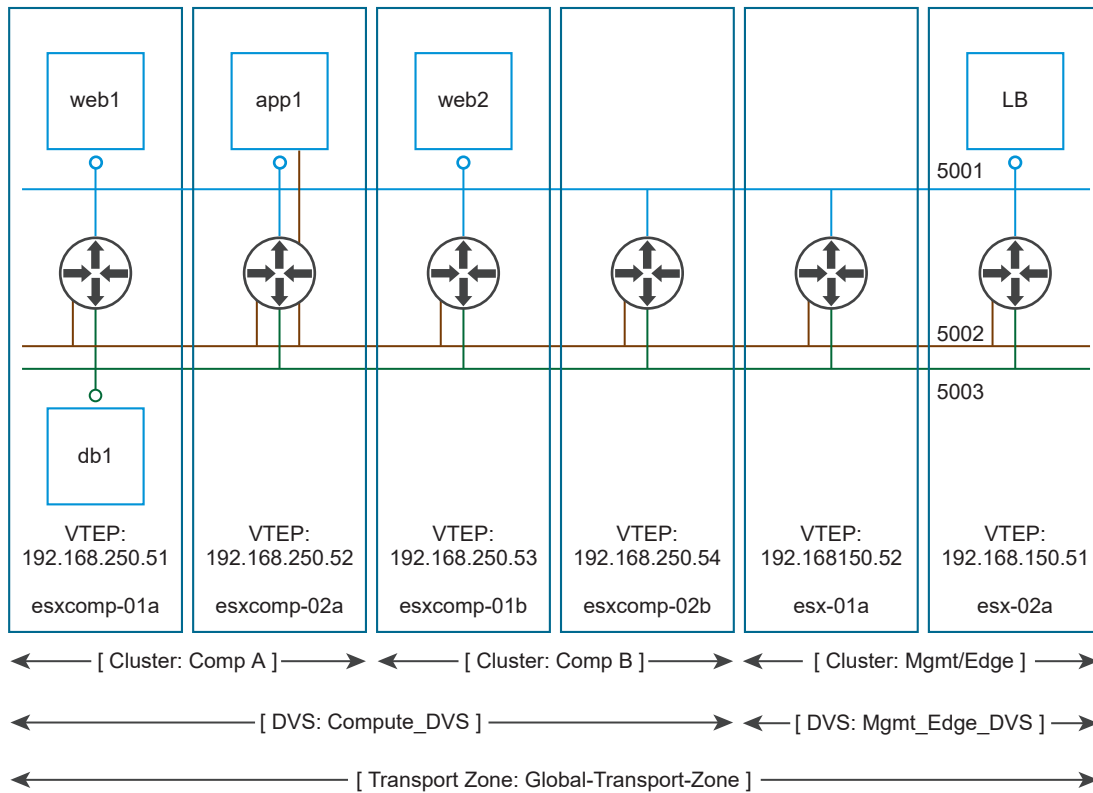 web1
app1
web2
LB
5001
5002
5003
db1
VTEP:
192.168.250.51
VTEP:
192.168.250.52
VTEP:
192.168.250.53
VTEP:
192.168.250.54
VTEP:
192.168150.52
VTEP:
192.168.150.51
esxcomp-01a
esxcomp-02a
esxcomp-01b
esxcomp-02b
esx-01a
esx-02a
[ Cluster: Comp A ]
[ Cluster: Comp B ]
[ Cluster: Mgmt/Edge ]
[ DVS: Compute_DVS ]
[ DVS: Mgmt_Edge_DVS ]
[ Transport Zone: Global-Transport-Zone ]